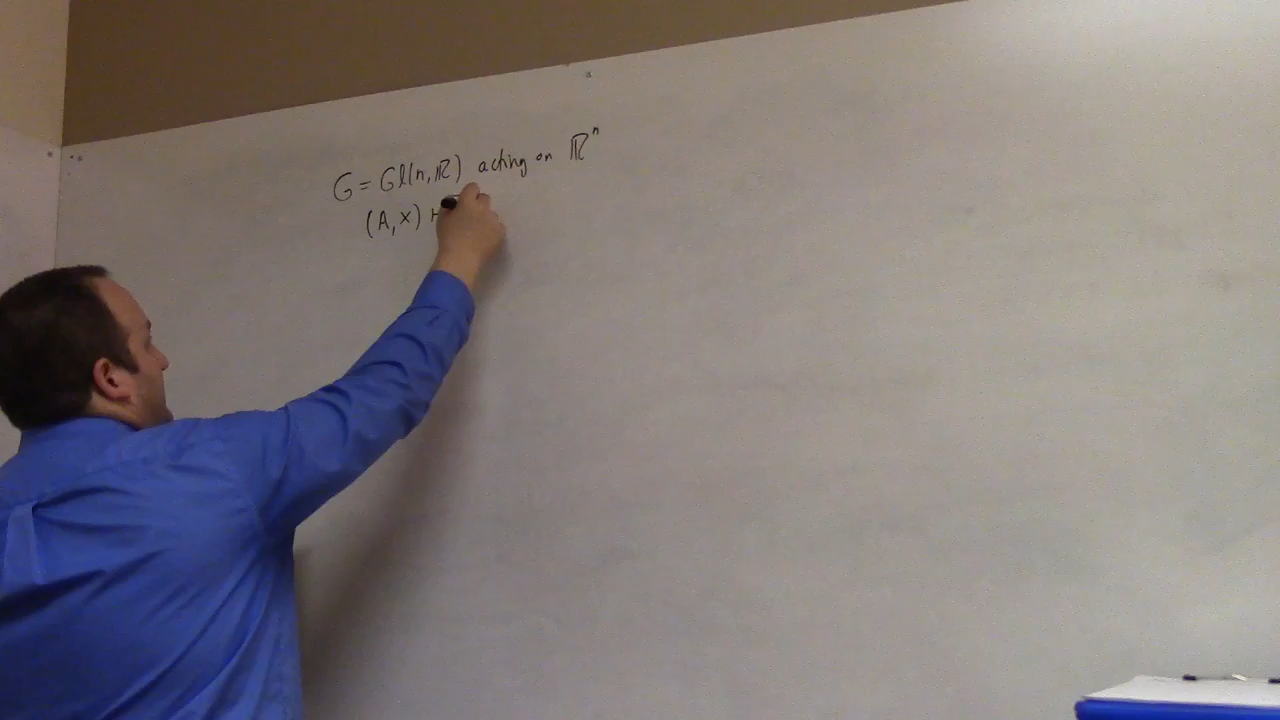 G = Gl(n, ℝ) acting on ℝⁿ
(A, x) ↦